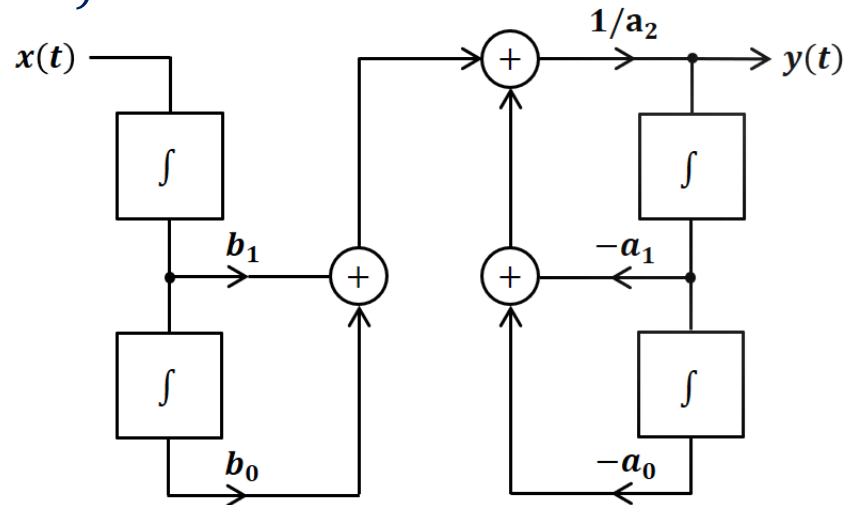 1/a₂
x(t)
+
y(t)
∫
∫
b₁
−a₁
+
+
∫
∫
b₀
−a₀